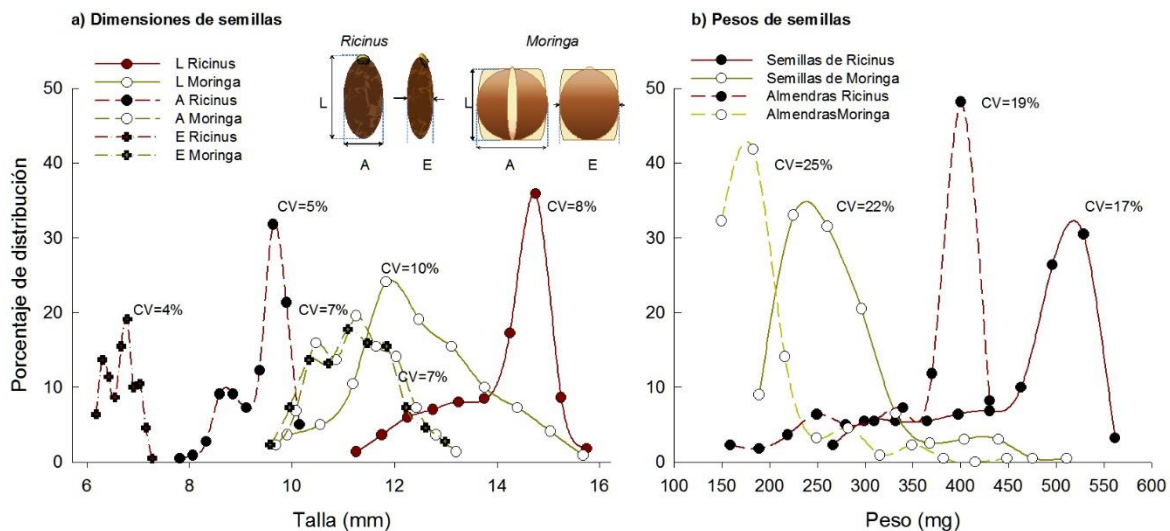 a) Dimensiones de semillas
L Ricinus
L Moringa
A Ricinus
A Moringa
E Ricinus
E Moringa
Ricinus
Moringa
L
A
E
L
A
E
CV=4%
CV=5%
CV=7%
CV=10%
CV=7%
CV=8%
Porcentaje de distribución
50
40
30
20
10
0
6
8
10
12
14
16
Talla (mm)
b) Pesos de semillas
Semillas de Ricinus
Semillas de Moringa
Almendras Ricinus
AlmendrasMoringa
CV=25%
CV=22%
CV=19%
CV=17%
50
40
30
20
10
0
100
150
200
250
300
350
400
450
500
550
600
Peso (mg)